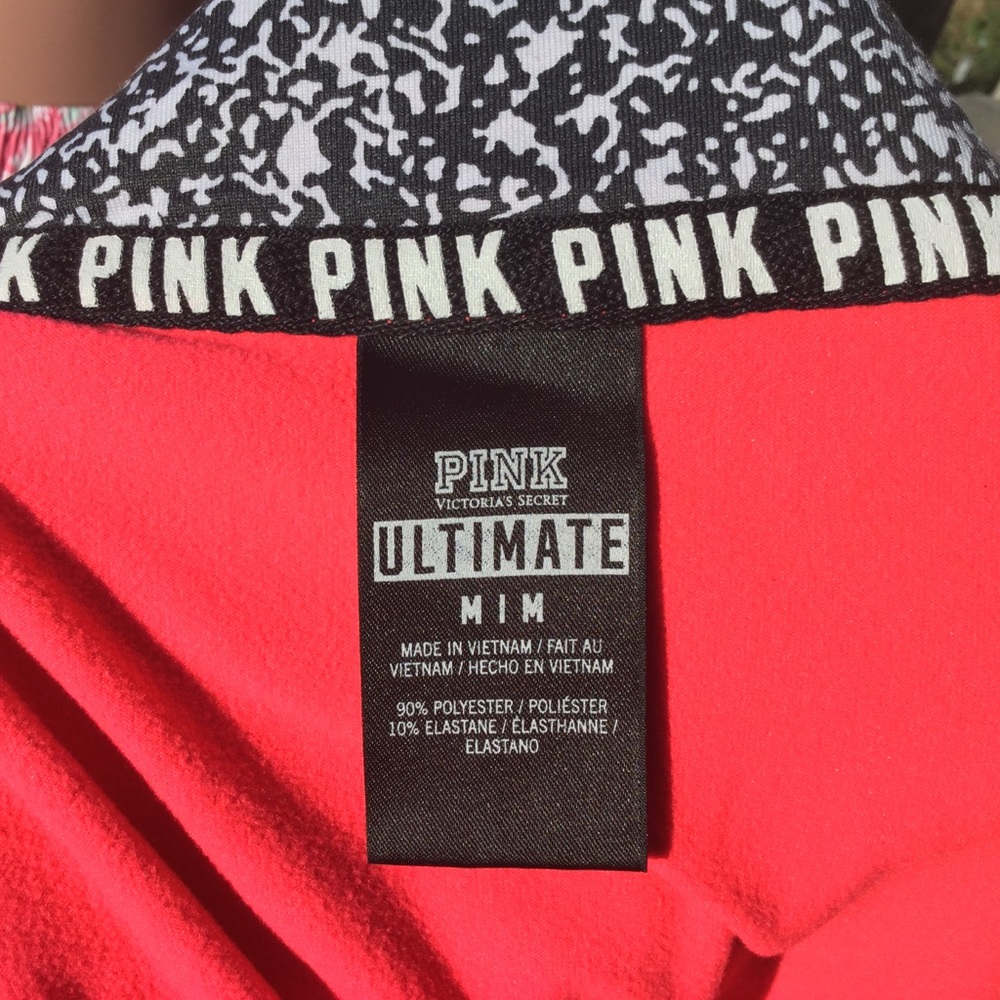 K PINK PINK PINK PINK
PINK
VICTORIA'S SECRET
ULTIMATE
M | M
MADE IN VIETNAM / FAIT AU
VIETNAM / HECHO EN VIETNAM
90% POLYESTER / POLIÉSTER
10% ELASTANE / ÉLASTHANNE /
ELASTANO